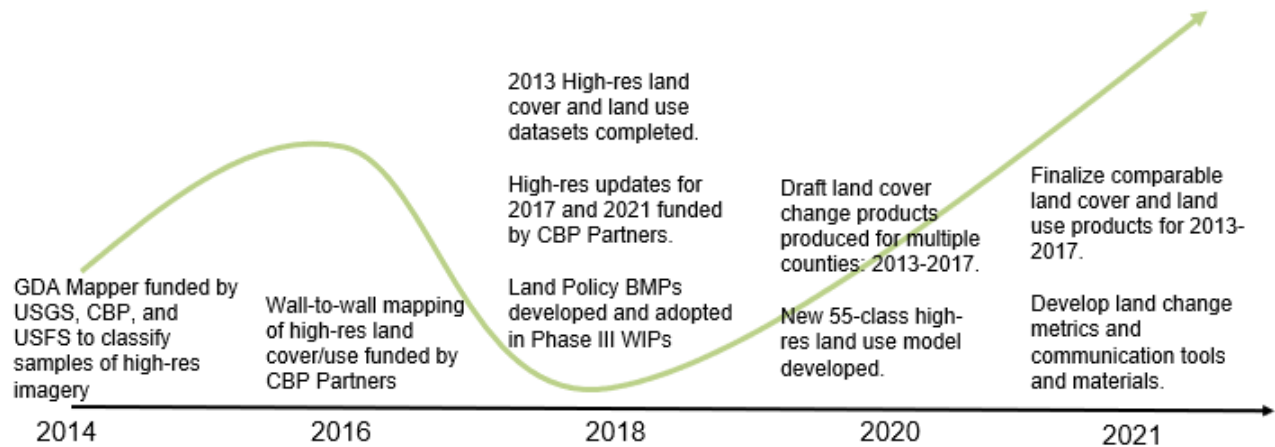 GDA Mapper funded by
USGS, CBP, and
USFS to classify
samples of high-res
imagery
Wall-to-wall mapping
of high-res land
cover/use funded by
CBP Partners
2013 High-res land
cover and land use
datasets completed.
High-res updates for
2017 and 2021 funded
by CBP Partners.
Land Policy BMPs
developed and adopted
in Phase III WIPs
Draft land cover
change products
produced for multiple
counties: 2013-2017.
New 55-class high-
res land use model
developed.
Finalize comparable
land cover and land
use products for 2013-
2017.
Develop land change
metrics and
communication tools
and materials.
2014
2016
2018
2020
2021